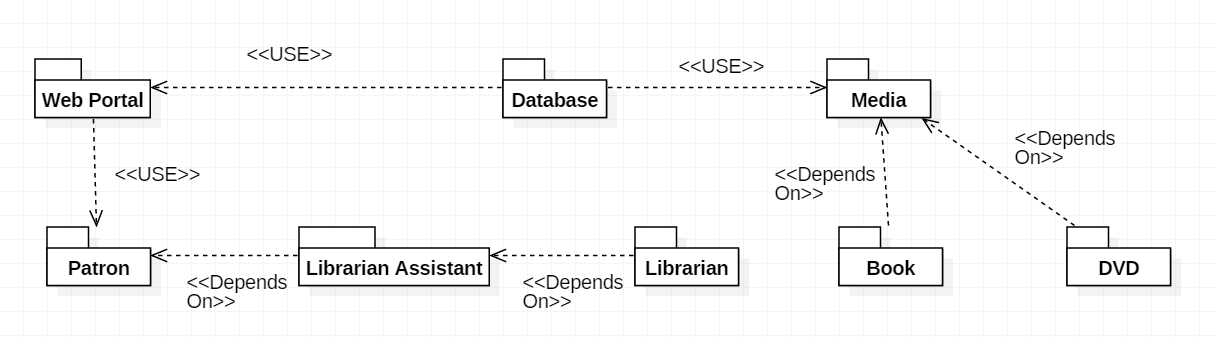 <<USE>>
<<USE>>
Web Portal
Database
Media
<<Depends
On>>
<<USE>>
<<Depends
On>>
Patron
Librarian Assistant
Librarian
Book
DVD
<<Depends
On>>
<<Depends
On>>